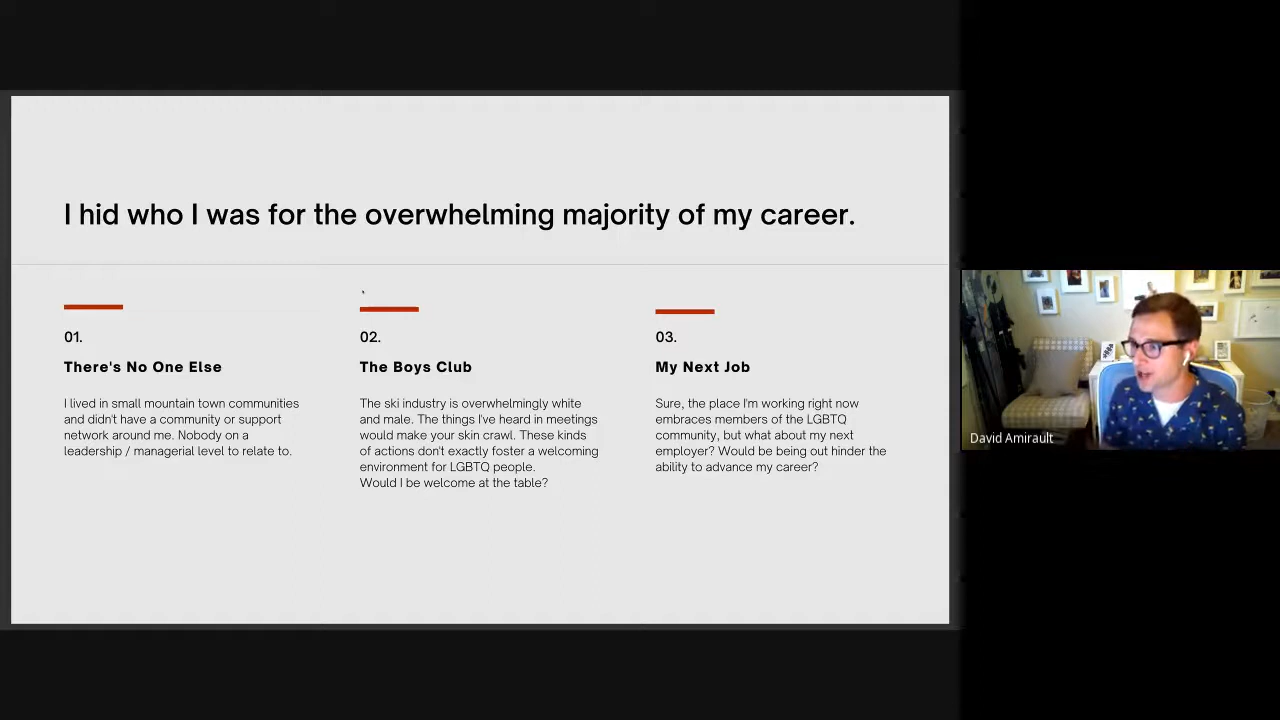 I hid who I was for the overwhelming majority of my career.
01.
There's No One Else
I lived in small mountain town communities
and didn't have a community or support
network around me. Nobody on a
leadership / managerial level to relate to.
02.
The Boys Club
The ski industry is overwhelmingly white
and male. The things I've heard in meetings
would make your skin crawl. These kinds
of actions don't exactly foster a welcoming
environment for LGBTQ people.
Would I be welcome at the table?
03.
My Next Job
Sure, the place I'm working right now
embraces members of the LGBTQ
community, but what about my next
employer? Would being out hinder the
ability to advance my career?
David Amirault